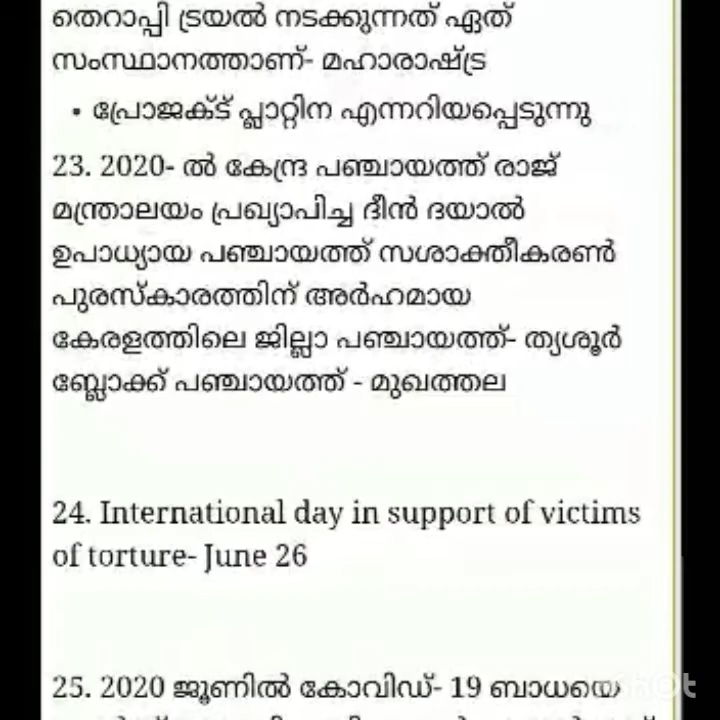 തെറാപ്പി ട്രയൽ നടക്കുന്നത് ഏത്
സംസ്ഥാനത്താണ്- മഹാരാഷ്ട്ര
• പ്രോജക്ട് പ്ലാറ്റിന എന്നറിയപ്പെടുന്നു
23. 2020- ൽ കേന്ദ്ര പഞ്ചായത്ത് രാജ്
മന്ത്രാലയം പ്രഖ്യാപിച്ച ദീൻ ദയാൽ
ഉപാധ്യായ പഞ്ചായത്ത് സശാക്തീകരൺ
പുരസ്കാരത്തിന് അർഹമായ
കേരളത്തിലെ ജില്ലാ പഞ്ചായത്ത്- ത്യശൂർ
ബ്ലോക്ക് പഞ്ചായത്ത് - മുഖത്തല
24. International day in support of victims
of torture- June 26
25. 2020 ജൂണിൽ കോവിഡ്- 19 ബാധയെ